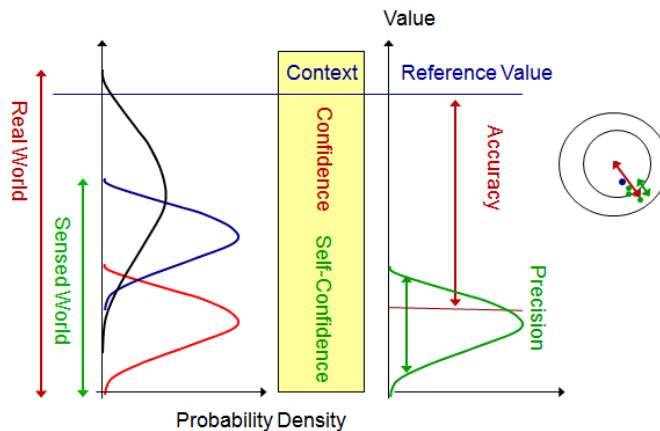 Value
Context
Reference Value
Real World
Sensed World
Confidence
Self-Confidence
Accuracy
Precision
Probability Density